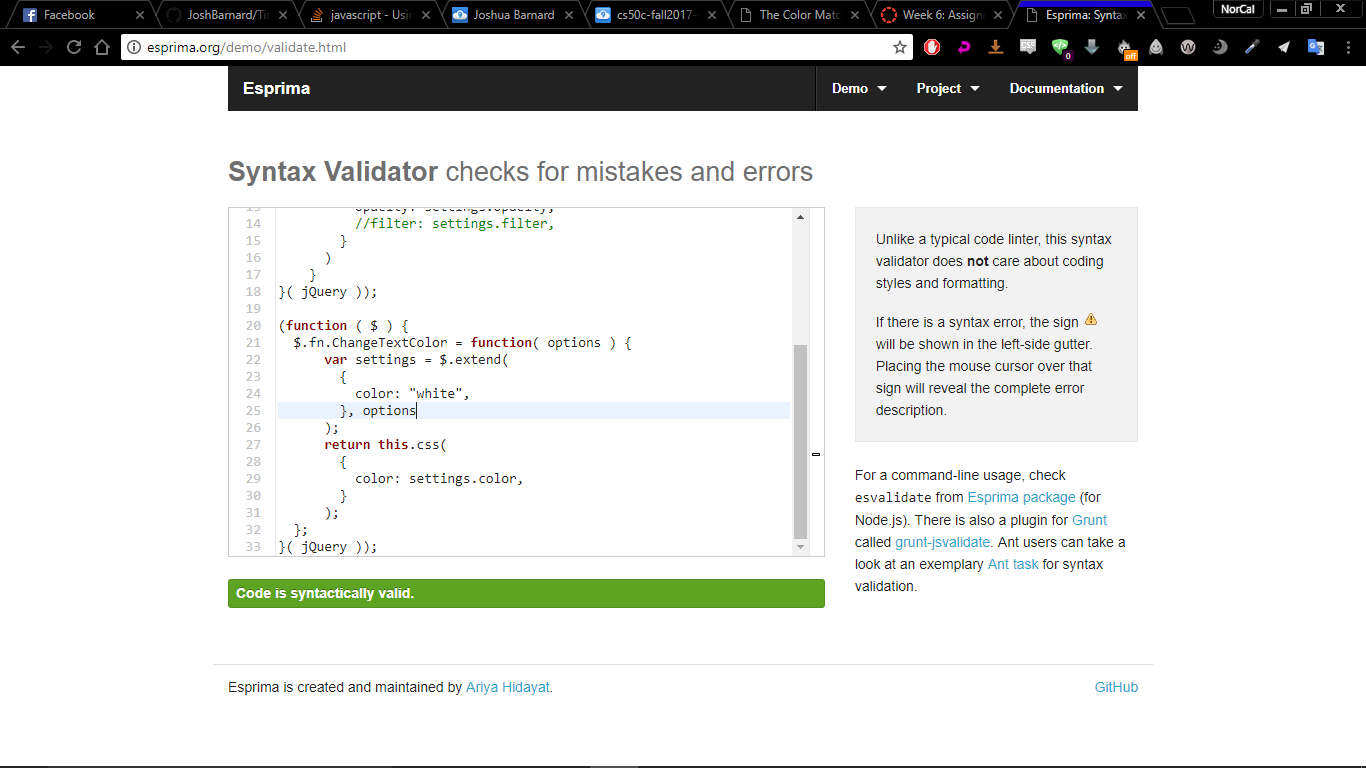 Facebook
JoshBarnard/Ti
javascript - Usi
Joshua Barnard
cs50c-fall2017-
The Color Matc
Week 6: Assign
Esprima: Syntax
NorCal
esprima.org/demo/validate.html
0
off
Esprima
Demo
Project
Documentation
Syntax Validator checks for mistakes and errors
13 opacity: settings.opacity,
14 //filter: settings.filter,
15 }
16 )
17 }
18 }( jQuery ));
19
20 (function ( $ ) {
21 $.fn.ChangeTextColor = function( options ) {
22 var settings = $.extend(
23 {
24 color: "white",
25 }, options
26 );
27 return this.css(
28 {
29 color: settings.color,
30 }
31 );
32 };
33 }( jQuery ));
Code is syntactically valid.
Unlike a typical code linter, this syntax
validator does not care about coding
styles and formatting.
If there is a syntax error, the sign
will be shown in the left-side gutter.
Placing the mouse cursor over that
sign will reveal the complete error
description.
For a command-line usage, check
esvalidate from Esprima package (for
Node.js). There is also a plugin for Grunt
called grunt-jsvalidate. Ant users can take a
look at an exemplary Ant task for syntax
validation.
Esprima is created and maintained by Ariya Hidayat.
GitHub